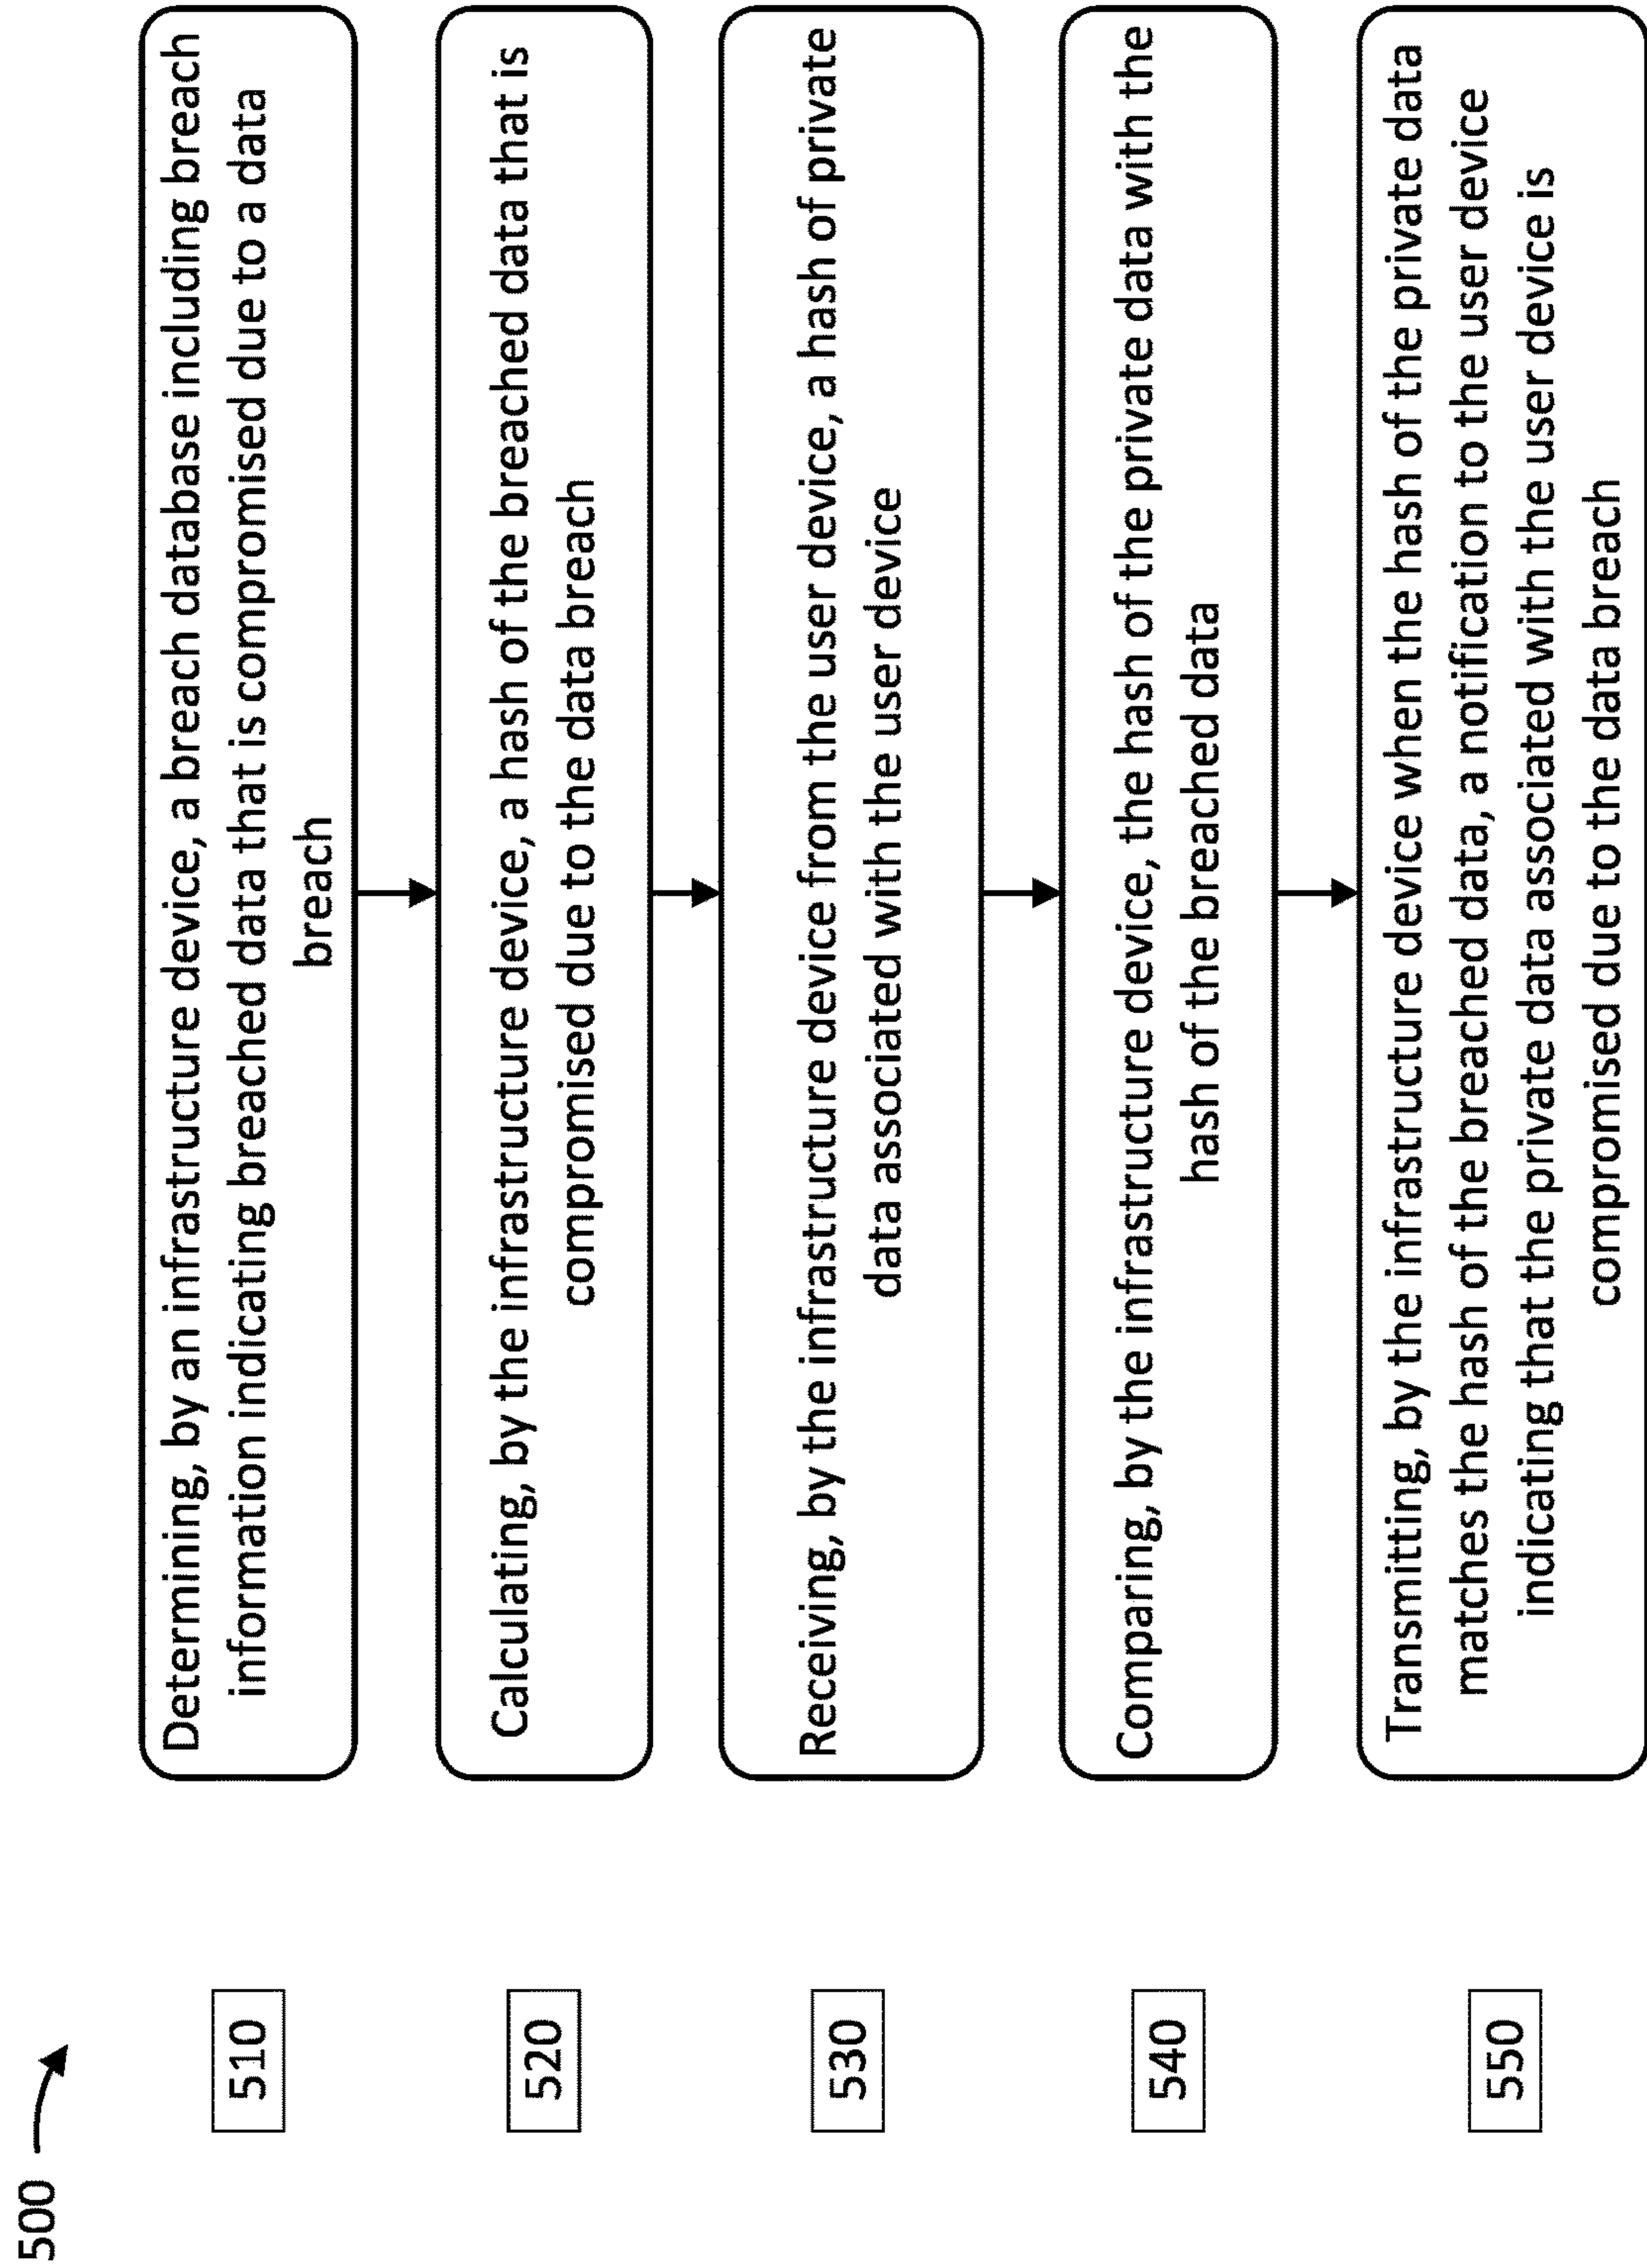 500
510
Determining, by an infrastructure device, a breach database including breach
information indicating breached data that is compromised due to a data
breach
520
Calculating, by the infrastructure device, a hash of the breached data that is
compromised due to the data breach
530
Receiving, by the infrastructure device from the user device, a hash of private
data associated with the user device
540
Comparing, by the infrastructure device, the hash of the private data with the
hash of the breached data
550
Transmitting, by the infrastructure device when the hash of the private data
matches the hash of the breached data, a notification to the user device
indicating that the private data associated with the user device is
compromised due to the data breach